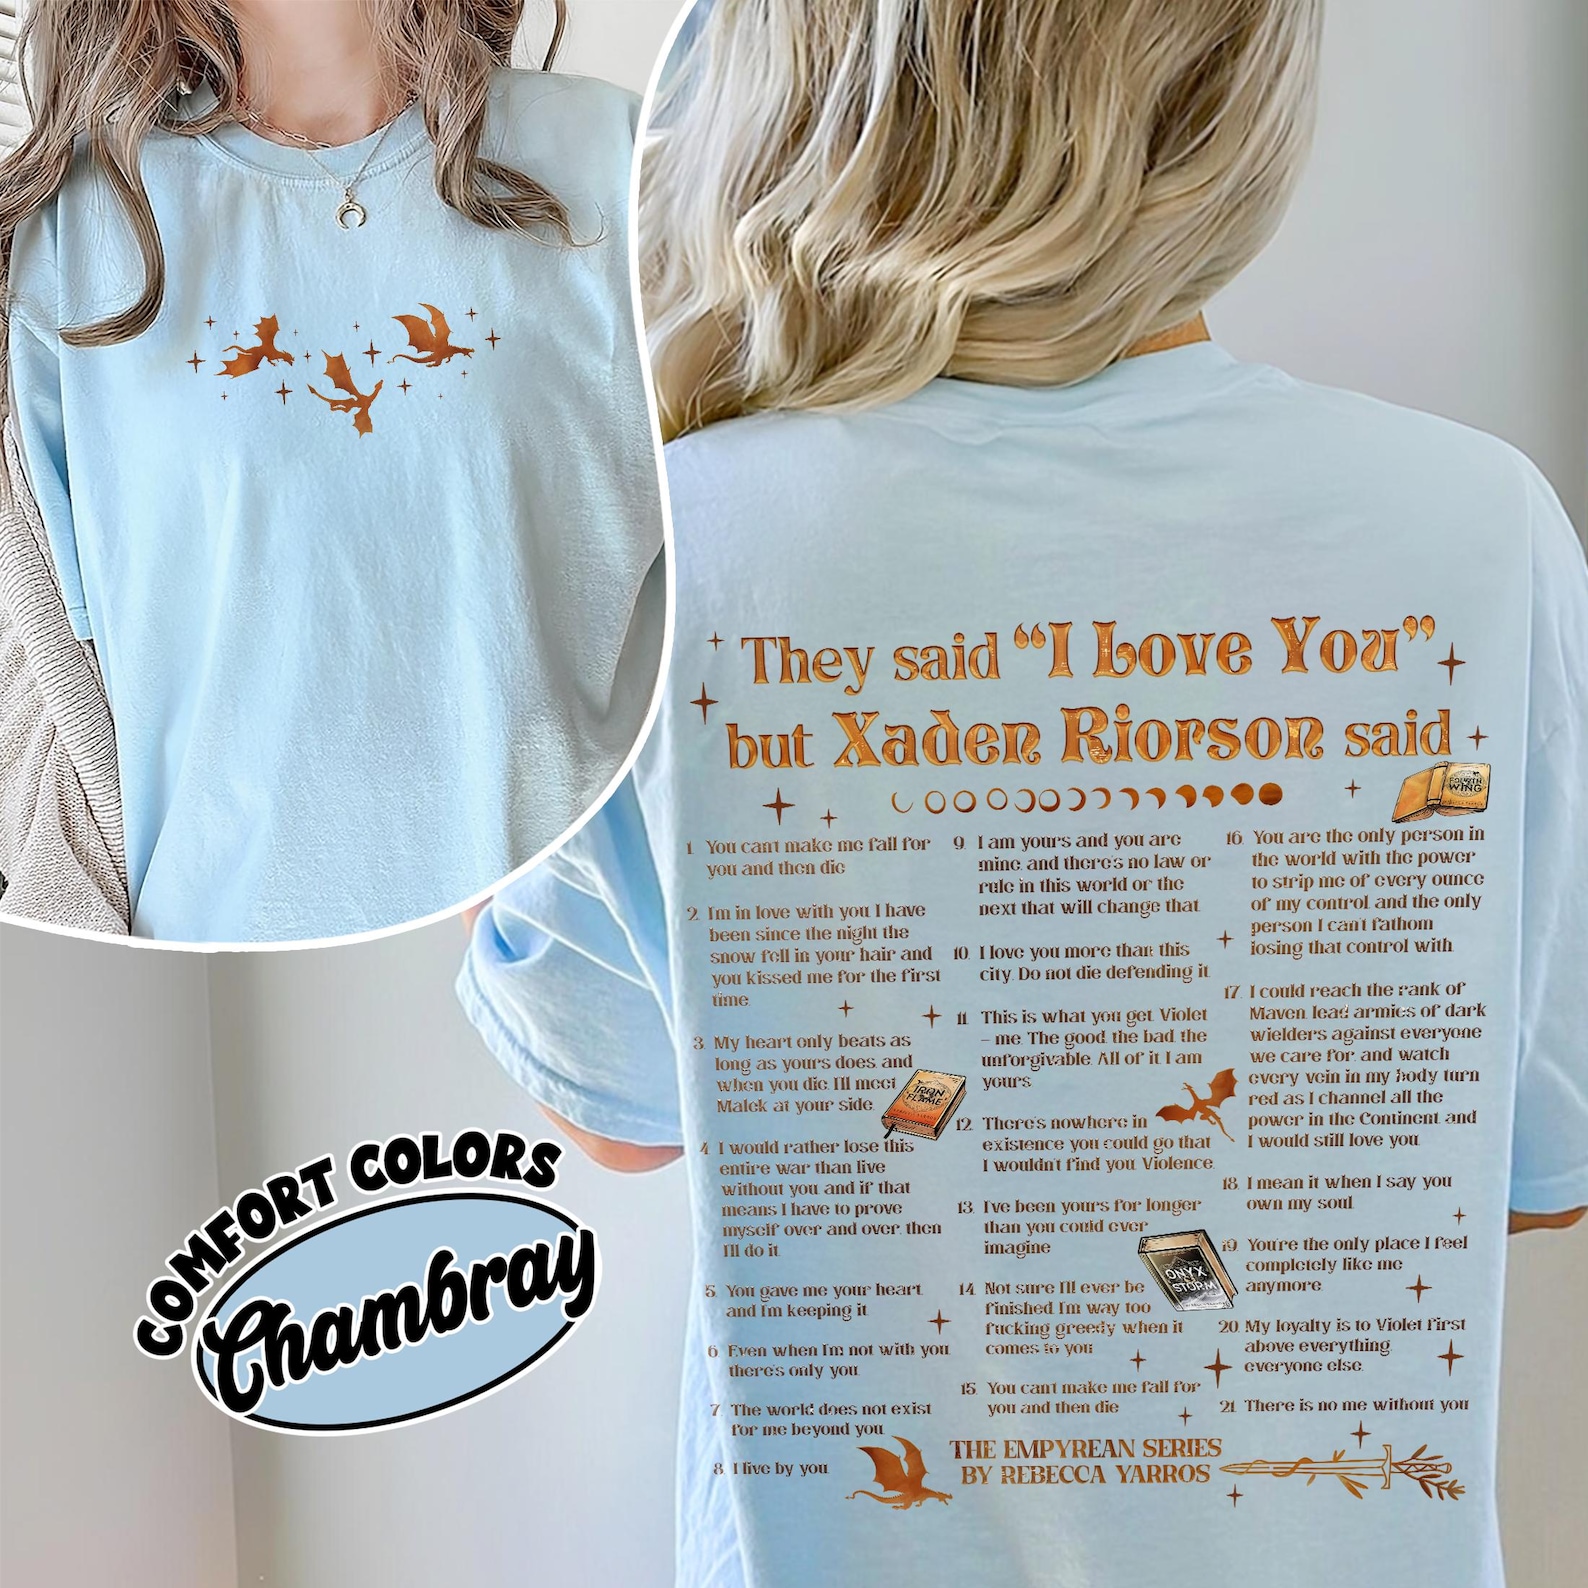 They said “I Love You”
but Xaden Riorson said
FOURTH
WING
1. You cant make me fall for
you and then die
2. I'm in love with you I have
been since the night the
snow fell in your hair and
you kissed me for the first
time
3. My heart only beats as
long as yours does and
when you die I'll meet
Malek at your side
4. I would rather lose this
entire war than live
without you and if that
means I have to prove
myself over and over then
I'll do it
5. You gave me your heart
and I'm keeping it
6. Even when I'm not with you
there's only you
7. The world does not exist
for me beyond you
8. I live by you
9. I am yours and you are
mine and there's no law or
rule in this world or the
next that will change that
10. I love you more than this
city. Do not die defending it
11. This is what you get Violet
– me. The good the bad the
unforgivable. All of it I am
yours
12. There's nowhere in
existence you could go that
I wouldn't find you Violence.
13. I've been yours for longer
than you could ever
imagine
14. Not sure I'll ever be
finished I'm way too
fucking greedy when it
comes to you
15. You cant make me fall for
you and then die
16. You are the only person in
the world with the power
to strip me of every ounce
of my control and the only
person I can't fathom
losing that control with
17. I could reach the rank of
Maven lead armies of dark
wielders against everyone
we care for and watch
every vein in my body turn
red as I channel all the
power in the Continent and
I would still love you
18. I mean it when I say you
own my soul
19. You're the only place I feel
completely like me
anymore
20. My loyalty is to Violet first
above everything
everyone else
21. There is no me without you
IRON
FLAME
ONYX
STORM
THE EMPYREAN SERIES
BY REBECCA YARROS
COMFORT COLORS
Chambray